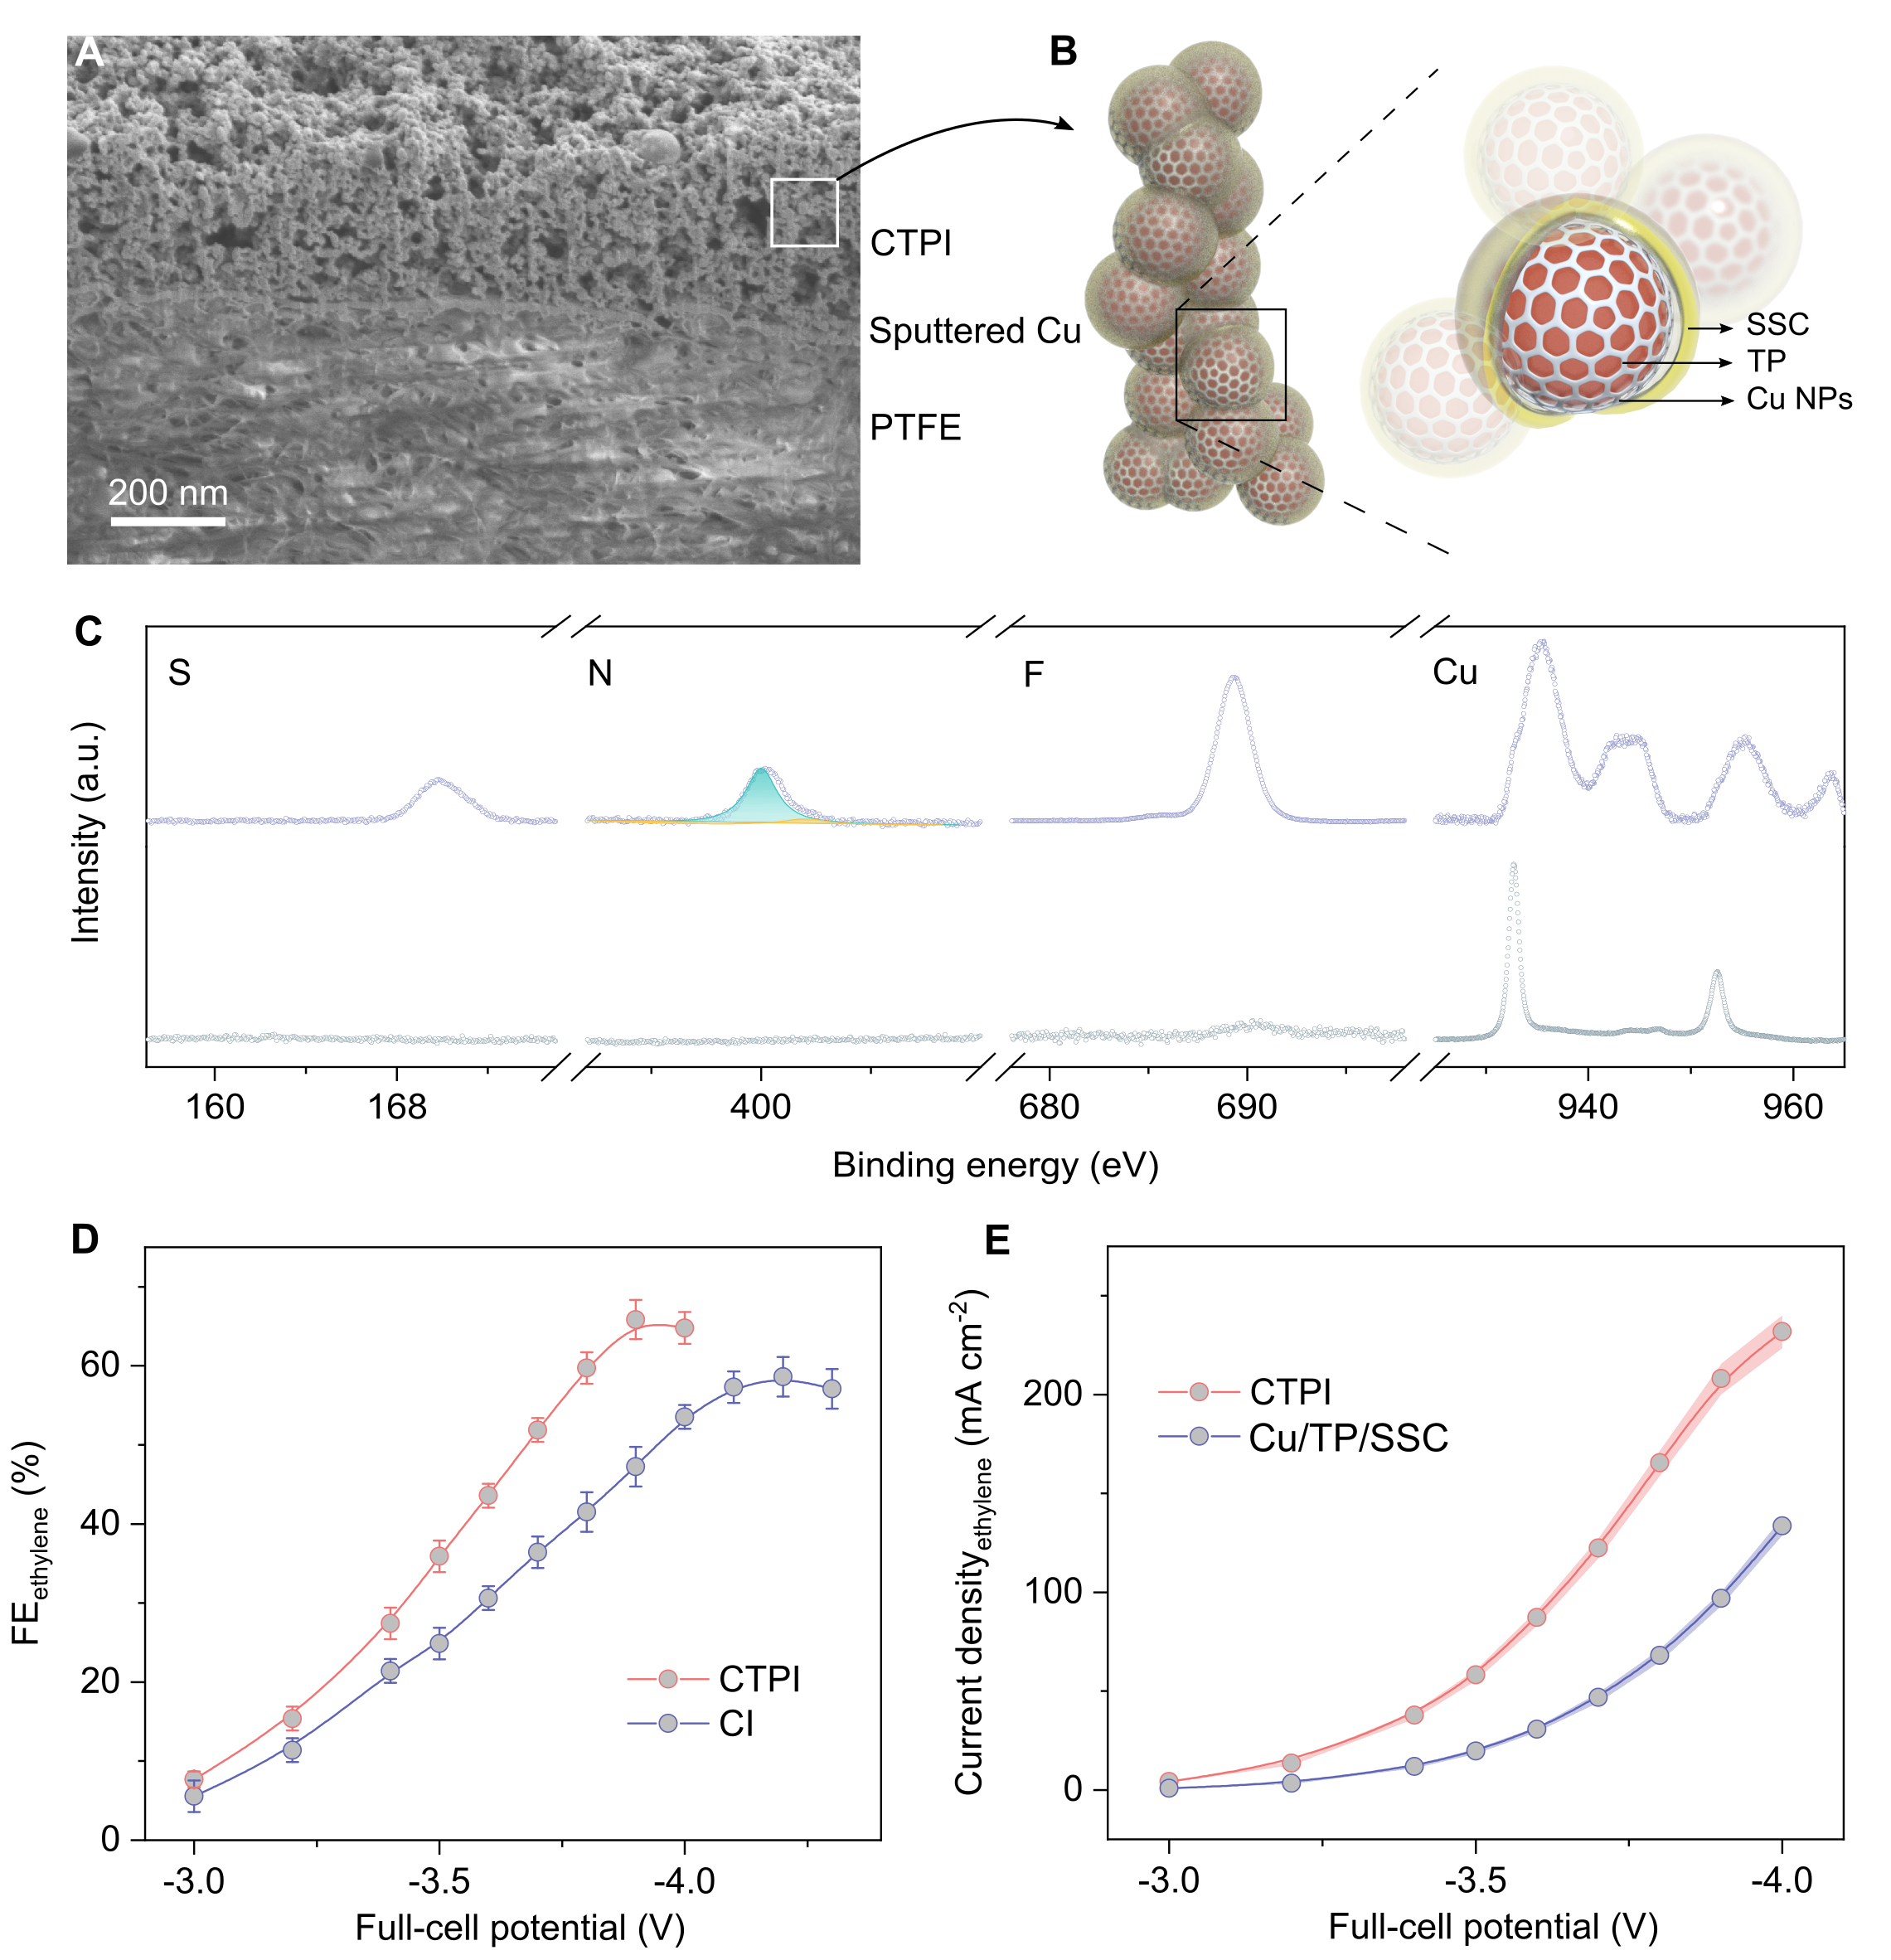 A
CTPI
Sputtered Cu
PTFE
200 nm
B
SSC
TP
Cu NPs
C
S
N
F
Cu
Intensity (a.u.)
160
168
400
680
690
940
960
Binding energy (eV)
D
FEethylene (%)
60
40
20
0
CTPI
CI
-3.0
-3.5
-4.0
Full-cell potential (V)
E
Current densityethylene (mA cm-2)
200
100
0
CTPI
Cu/TP/SSC
-3.0
-3.5
-4.0
Full-cell potential (V)